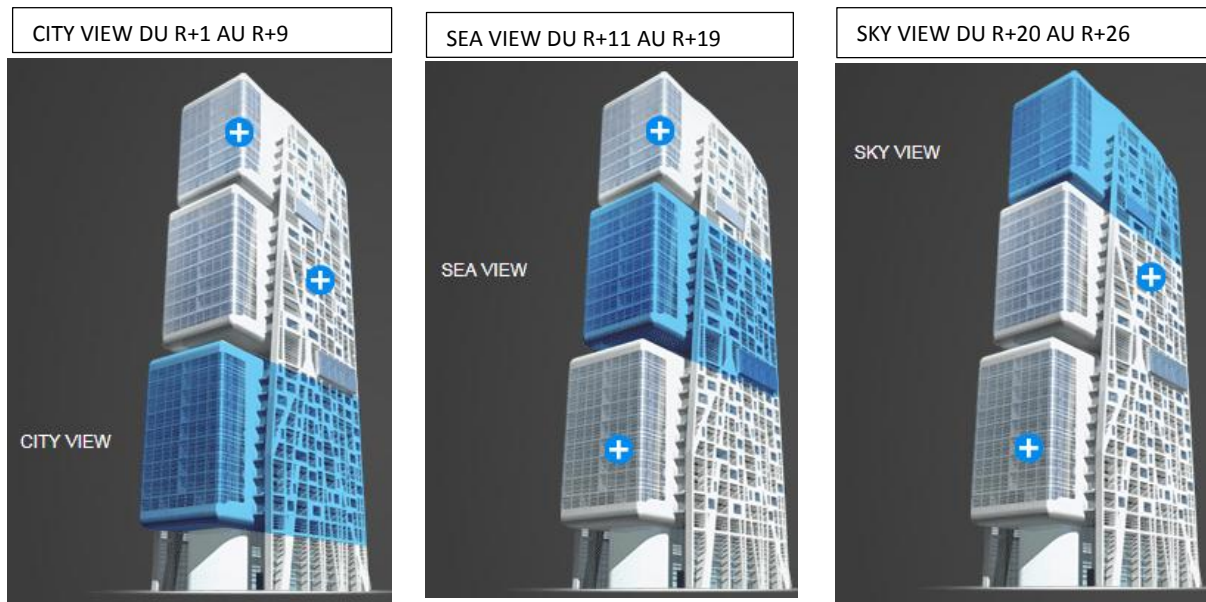 CITY VIEW DU R+1 AU R+9
SEA VIEW DU R+11 AU R+19
SKY VIEW DU R+20 AU R+26
CITY VIEW
SEA VIEW
SKY VIEW